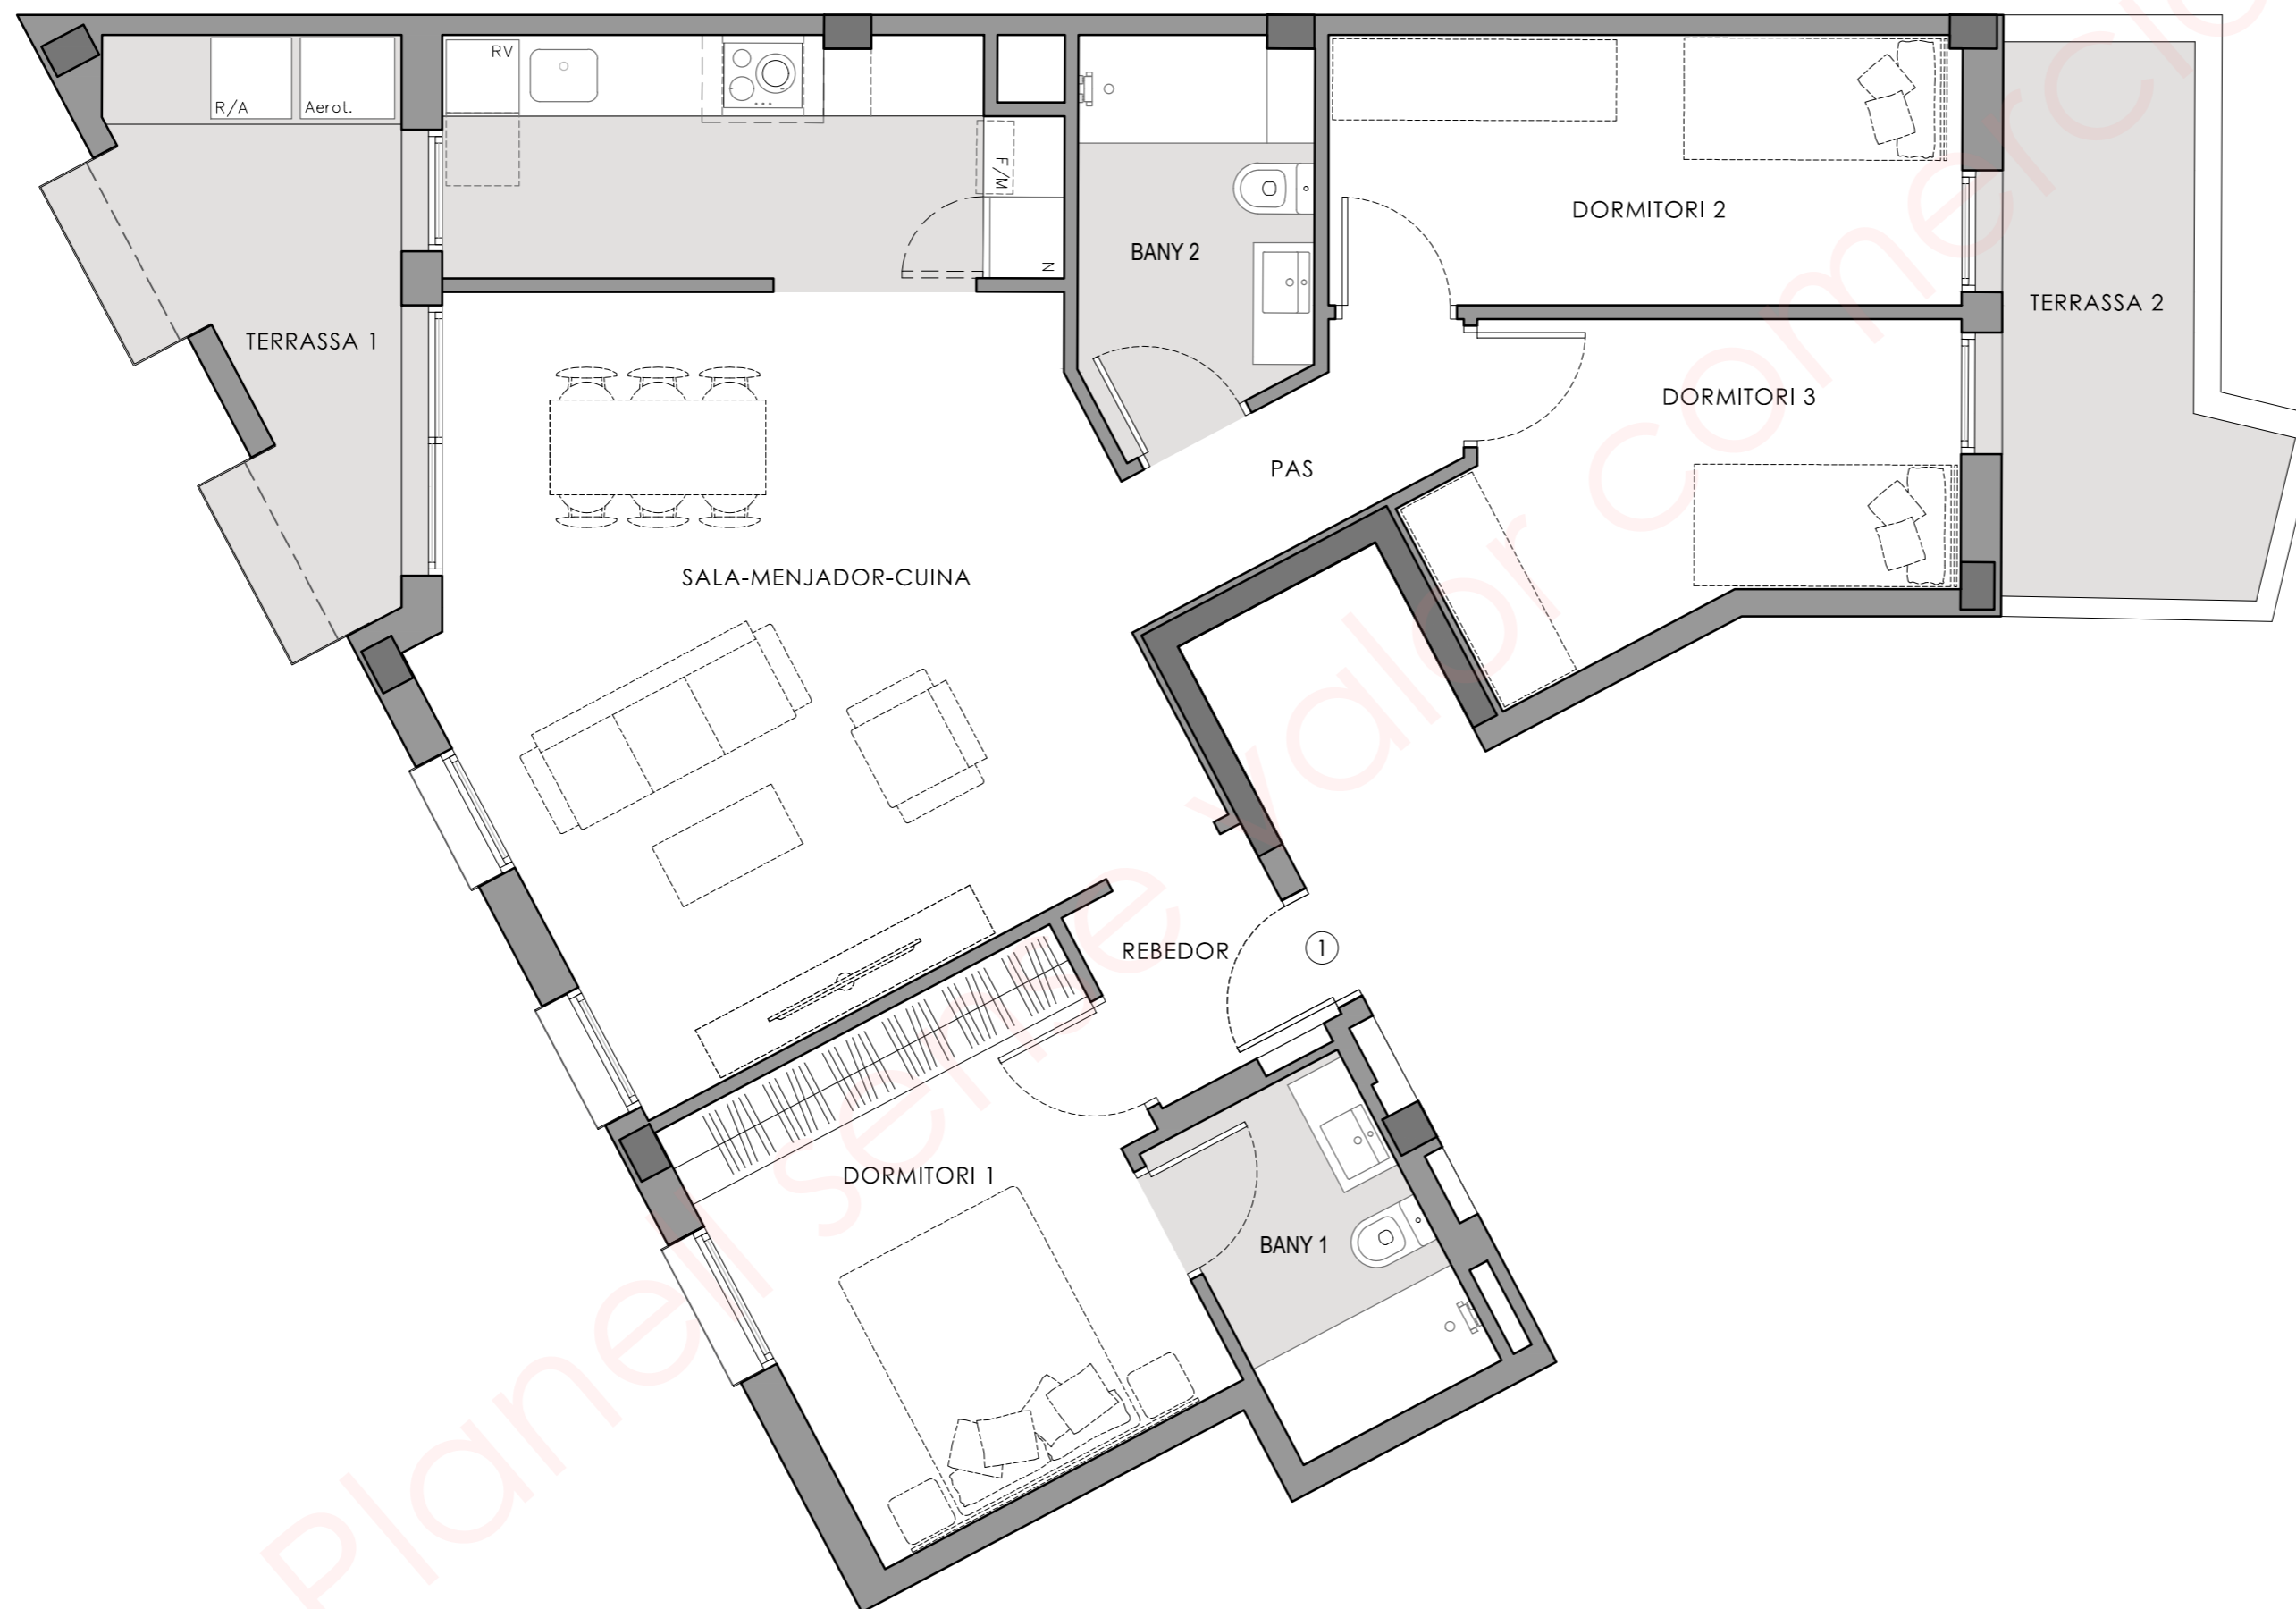 R/A
Aerot.
RV
F/M
N
BANY 2
DORMITORI 2
TERRASSA 2
TERRASSA 1
DORMITORI 3
PAS
SALA-MENJADOR-CUINA
REBEDOR
1
DORMITORI 1
BANY 1
Planell sense valor comercial